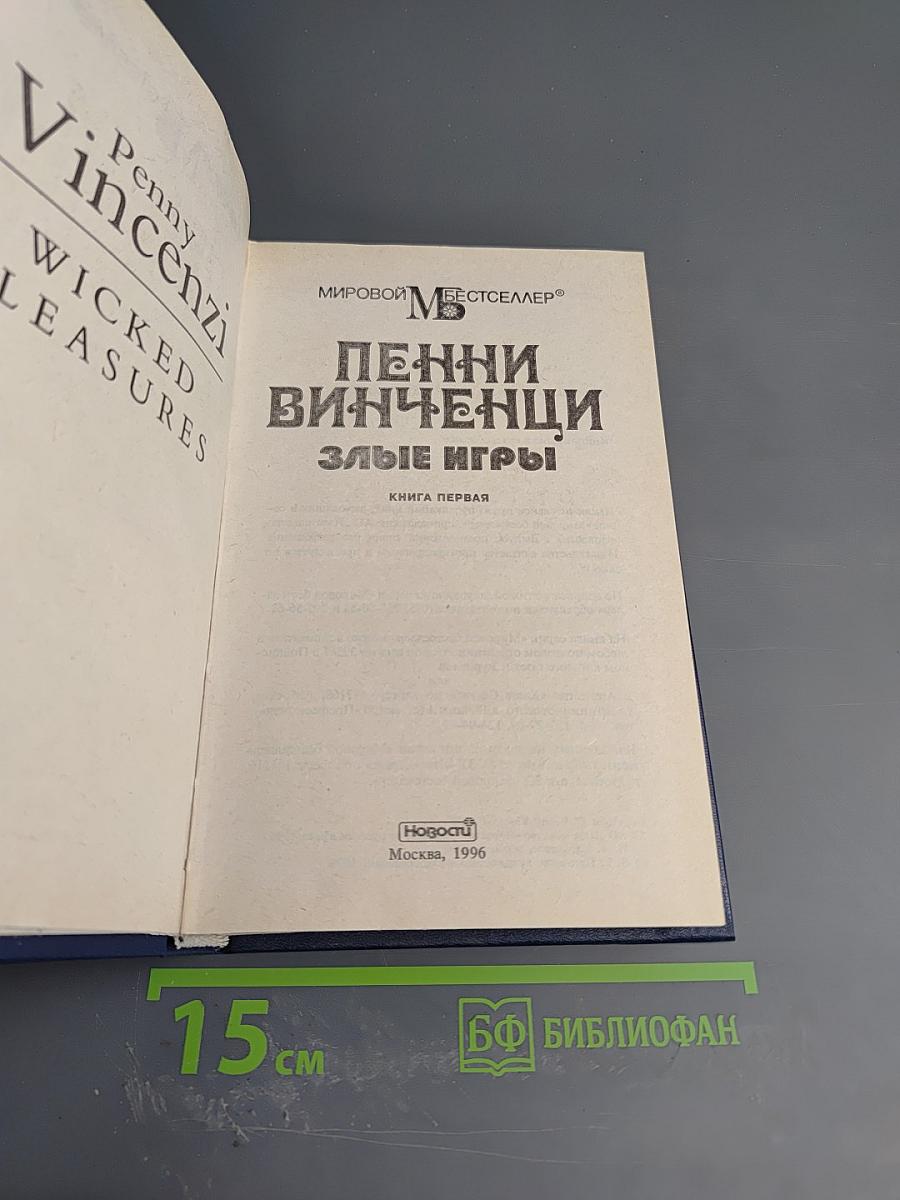 Penny
Vincenzi
WICKED
LEASURES
МИРОВОЙ МБ БЕСТСЕЛЛЕР®
ПЕННИ
ВИНЧЕНЦИ
ЗЛЫЕ ИГРЫ
КНИГА ПЕРВАЯ
Новости
Москва, 1996
15 см
БФ БИБЛИОФАН